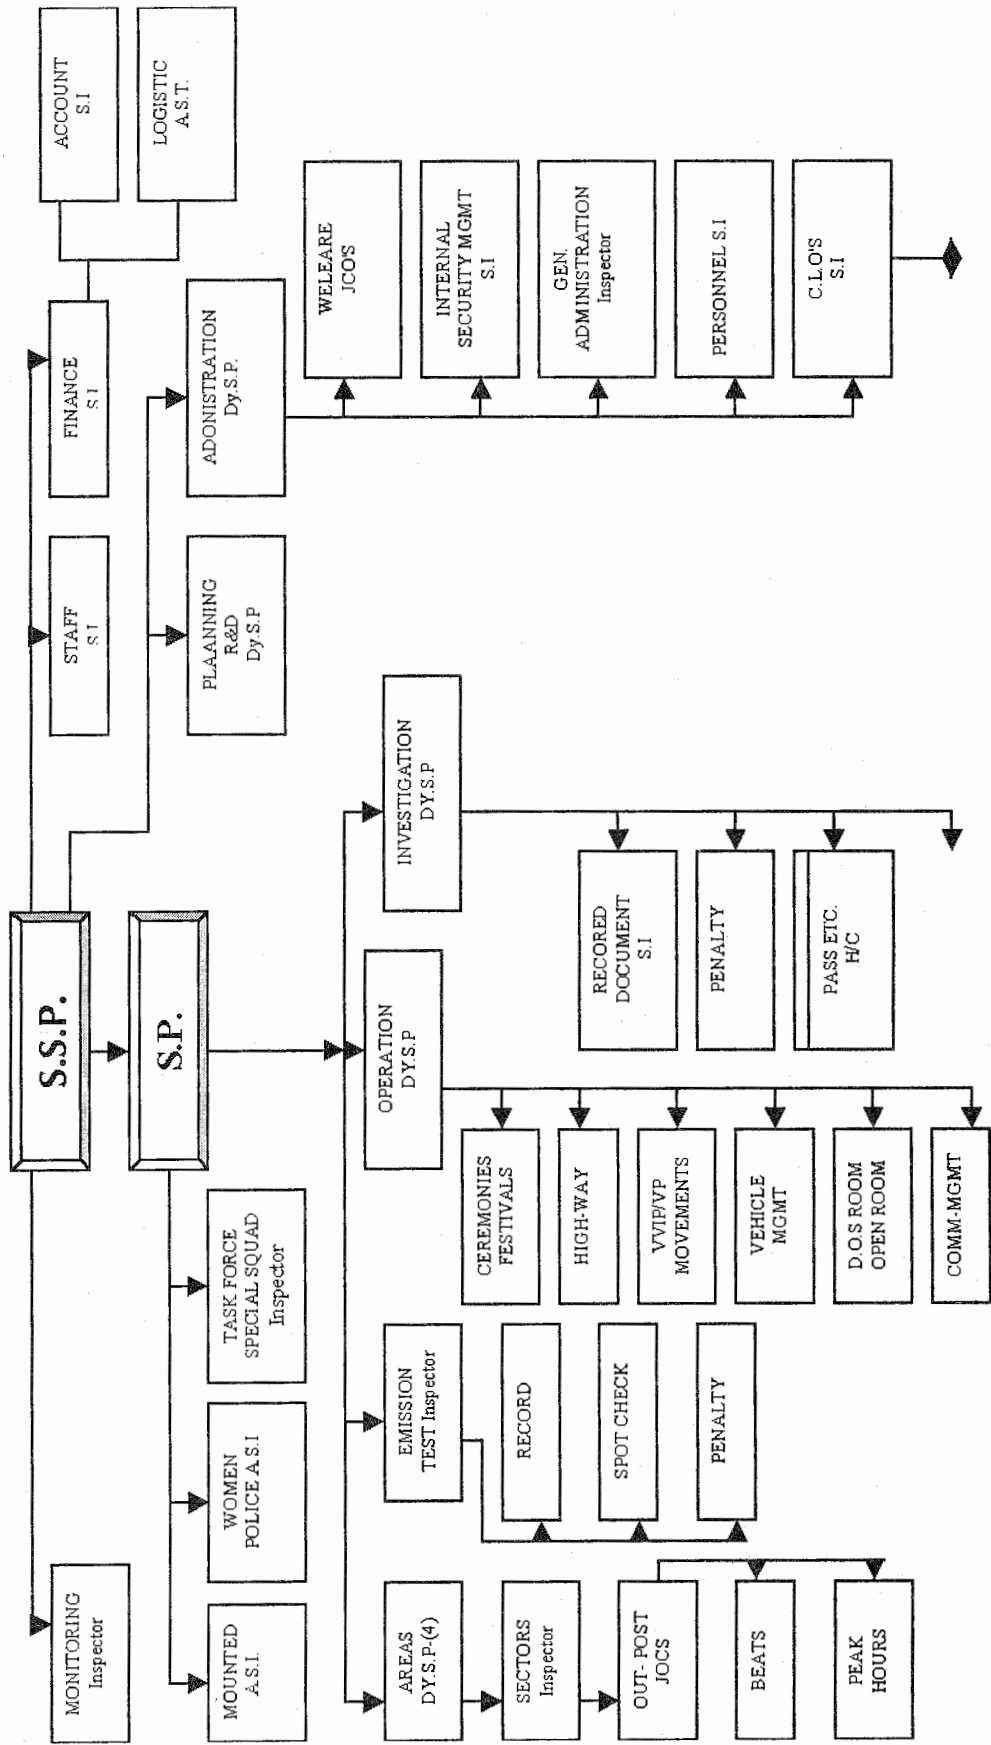 S.S.P.
S.P.
MONITORING
Inspector
STAFF
S.I
FINANCE
S.I
ACCOUNT
S.I
LOGISTIC
A.S.T.
MOUNTED
A.S.I.
WOMEN
POLICE A.S.I
TASK FORCE
SPECIAL SQUAD
Inspector
PLAANNING
R&D
Dy.S.P
ADONISTRATION
Dy.S.P.
WELEARE
JCO'S
INTERNAL
SECURITY MGMT
S.I
GEN.
ADMINISTRATION
Inspector
PERSONNEL S.I
C.L.O'S
S.I
AREAS
DY.S.P-(4)
SECTORS
Inspector
OUT- POST
JOCS
BEATS
PEAK
HOURS
EMISSION
TEST Inspector
RECORD
SPOT CHECK
PENALTY
OPERATION
DY.S.P
CEREMONIES
FESTIVALS
HIGH-WAY
VVIP/VP
MOVEMENTS
VEHICLE
MGMT
D.O.S ROOM
OPEN ROOM
COMM-MGMT
INVESTIGATION
DY.S.P
RECORED
DOCUMENT
S.I
PENALTY
PASS ETC.
H/C